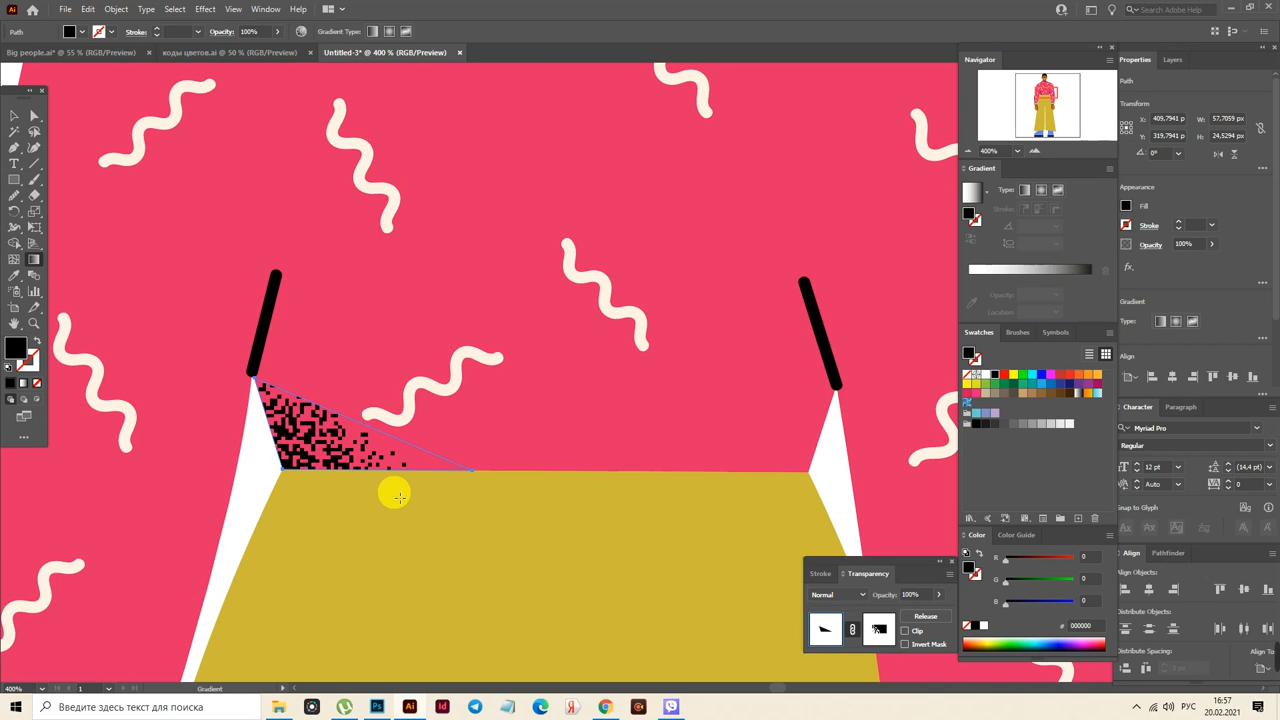 Ai File Edit Object Type Select Effect View Window Help Search Adobe Help
Path Stroke: Opacity: 100% Gradient Type:
Big people.ai* @ 55 % (RGB/Preview) × коды цветов.ai @ 50 % (RGB/Preview) × Untitled-3* @ 400 % (RGB/Preview) ×
Navigator
400%
Gradient
Type:
Stroke:
Opacity:
Location:
Swatches Brushes Symbols
Color Color Guide
R 0
G 0
B 0
# 000000
Properties Layers
Path
Transform
X: 409,7941 p W: 57,7059 px
Y: 319,7941 p H: 24,5294 px
0°
Appearance
Fill
Stroke
Opacity 100%
fx.
Gradient
Type:
Align
Character Paragraph
Myriad Pro
Regular
12 pt (14,4 pt)
Auto 0
Snap to Glyph
Align Pathfinder
Align Objects:
Distribute Objects:
Distribute Spacing: Align To:
Stroke Transparency
Normal Opacity: 100%
Release
Clip
Invert Mask
400% 1 Gradient
Введите здесь текст для поиска
Ps Ai Id
РУС
16:57
20.02.2021